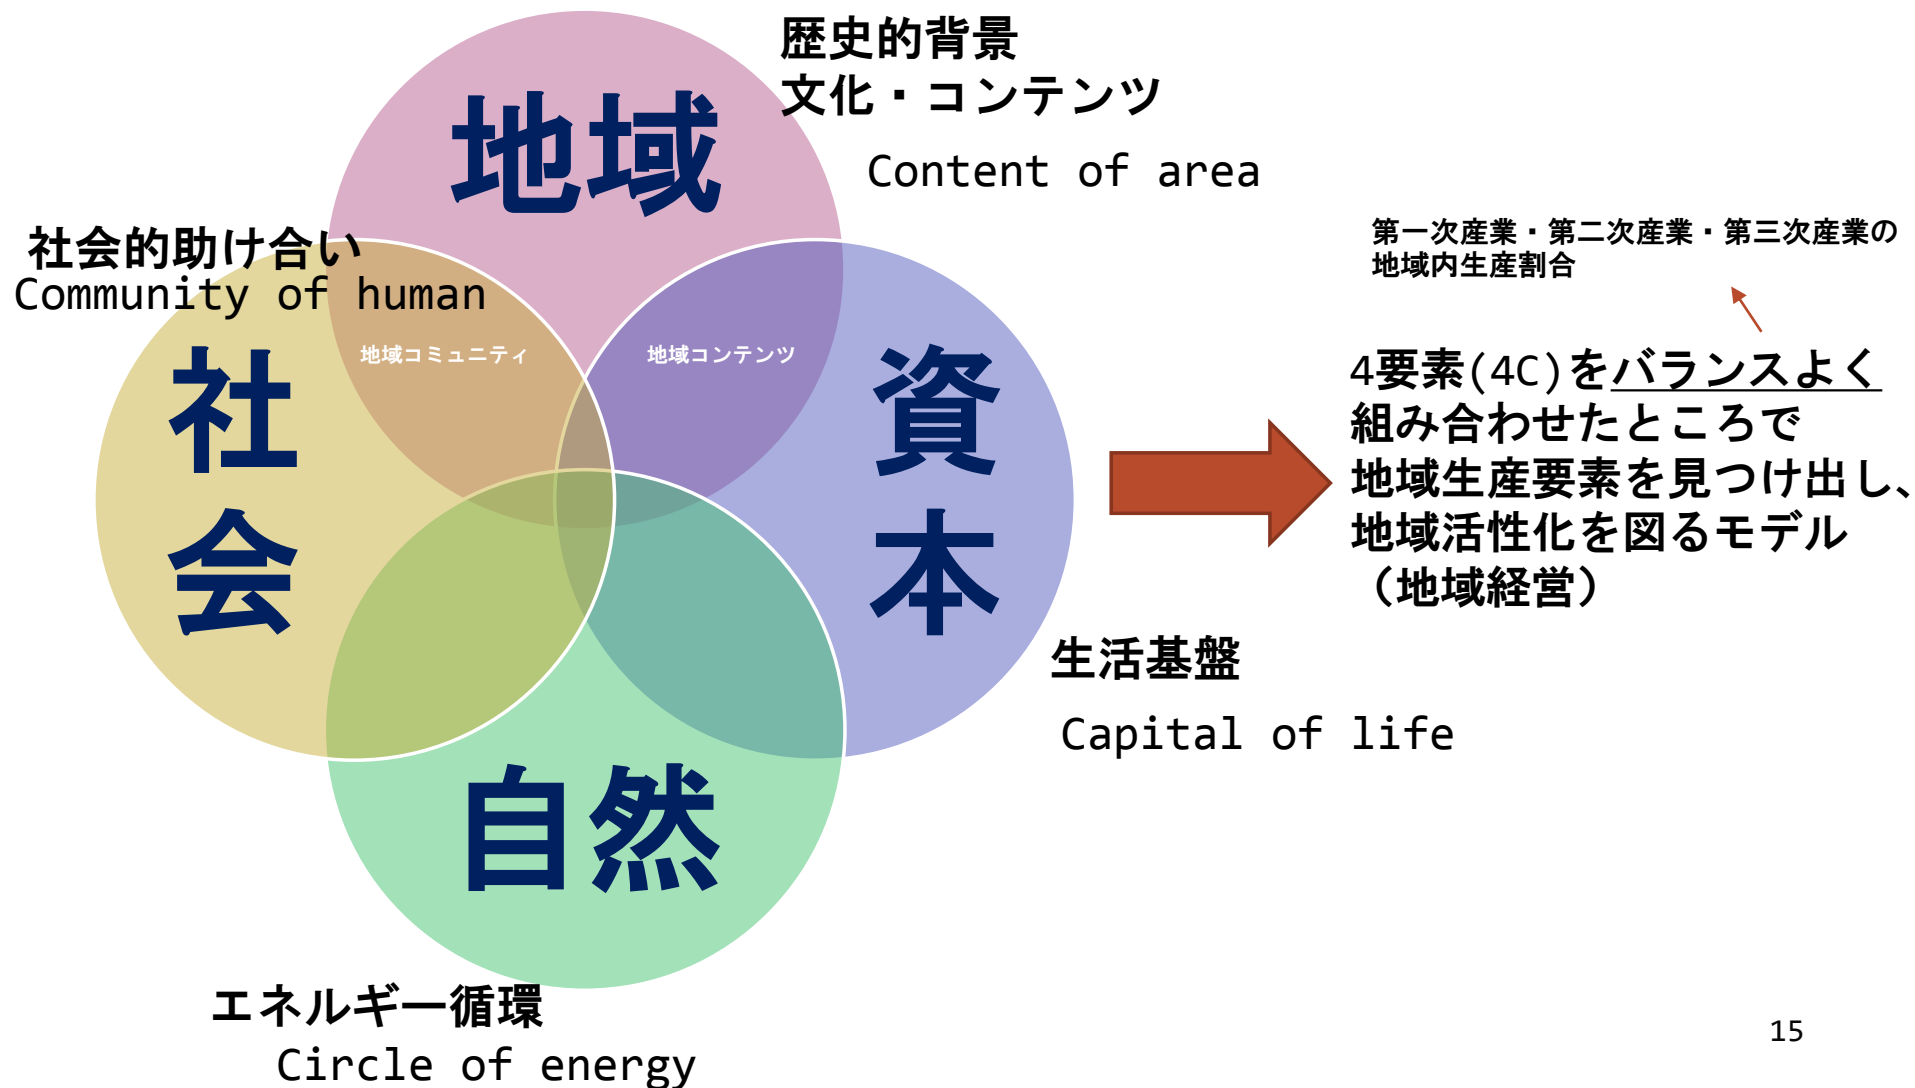 歴史的背景
文化・コンテンツ
Content of area
地域
社会的助け合い
Community of human
地域コミュニティ
地域コンテンツ
社会
資本
生活基盤
Capital of life
自然
エネルギー循環
Circle of energy
第一次産業・第二次産業・第三次産業の
地域内生産割合
4要素(4C)をバランスよく
組み合わせたところで
地域生産要素を見つけ出し、
地域活性化を図るモデル
（地域経営）
15